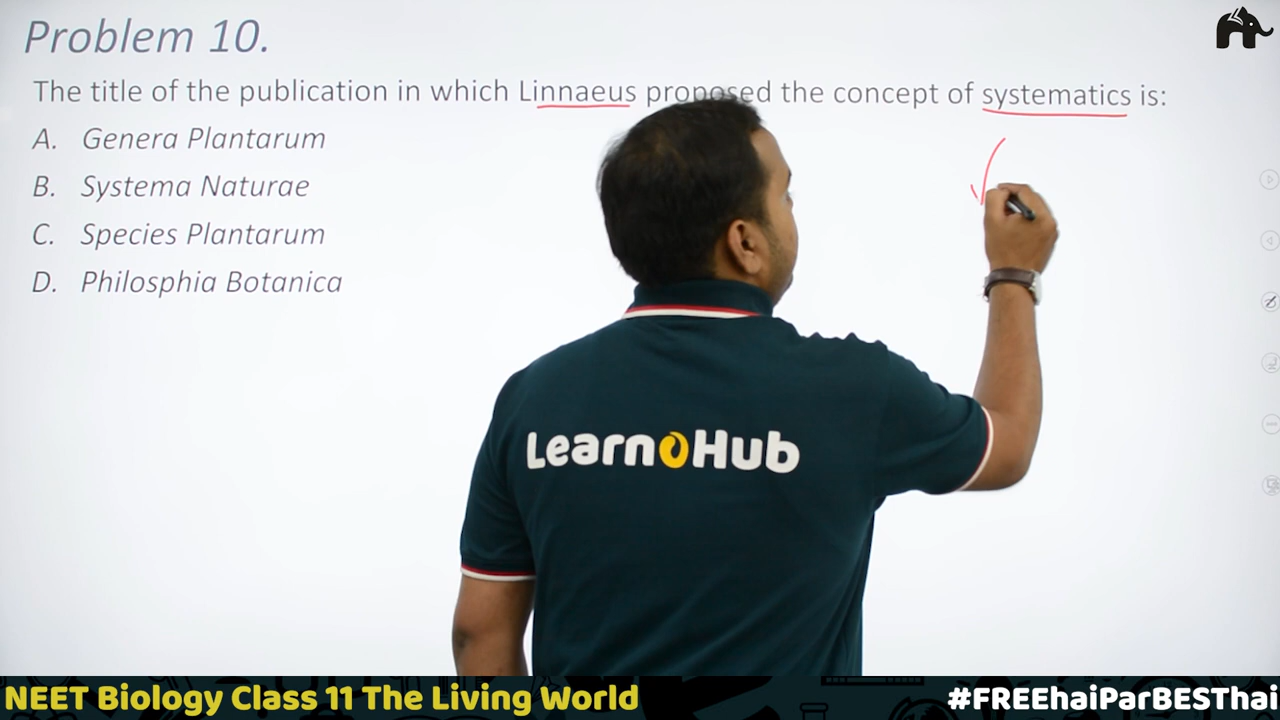 Problem 10.
The title of the publication in which Linnaeus proposed the concept of systematics is:
A. Genera Plantarum
B. Systema Naturae
C. Species Plantarum
D. Philosphia Botanica
LearnoHub
NEET Biology Class 11 The Living World
#FREEhaiParBESThai